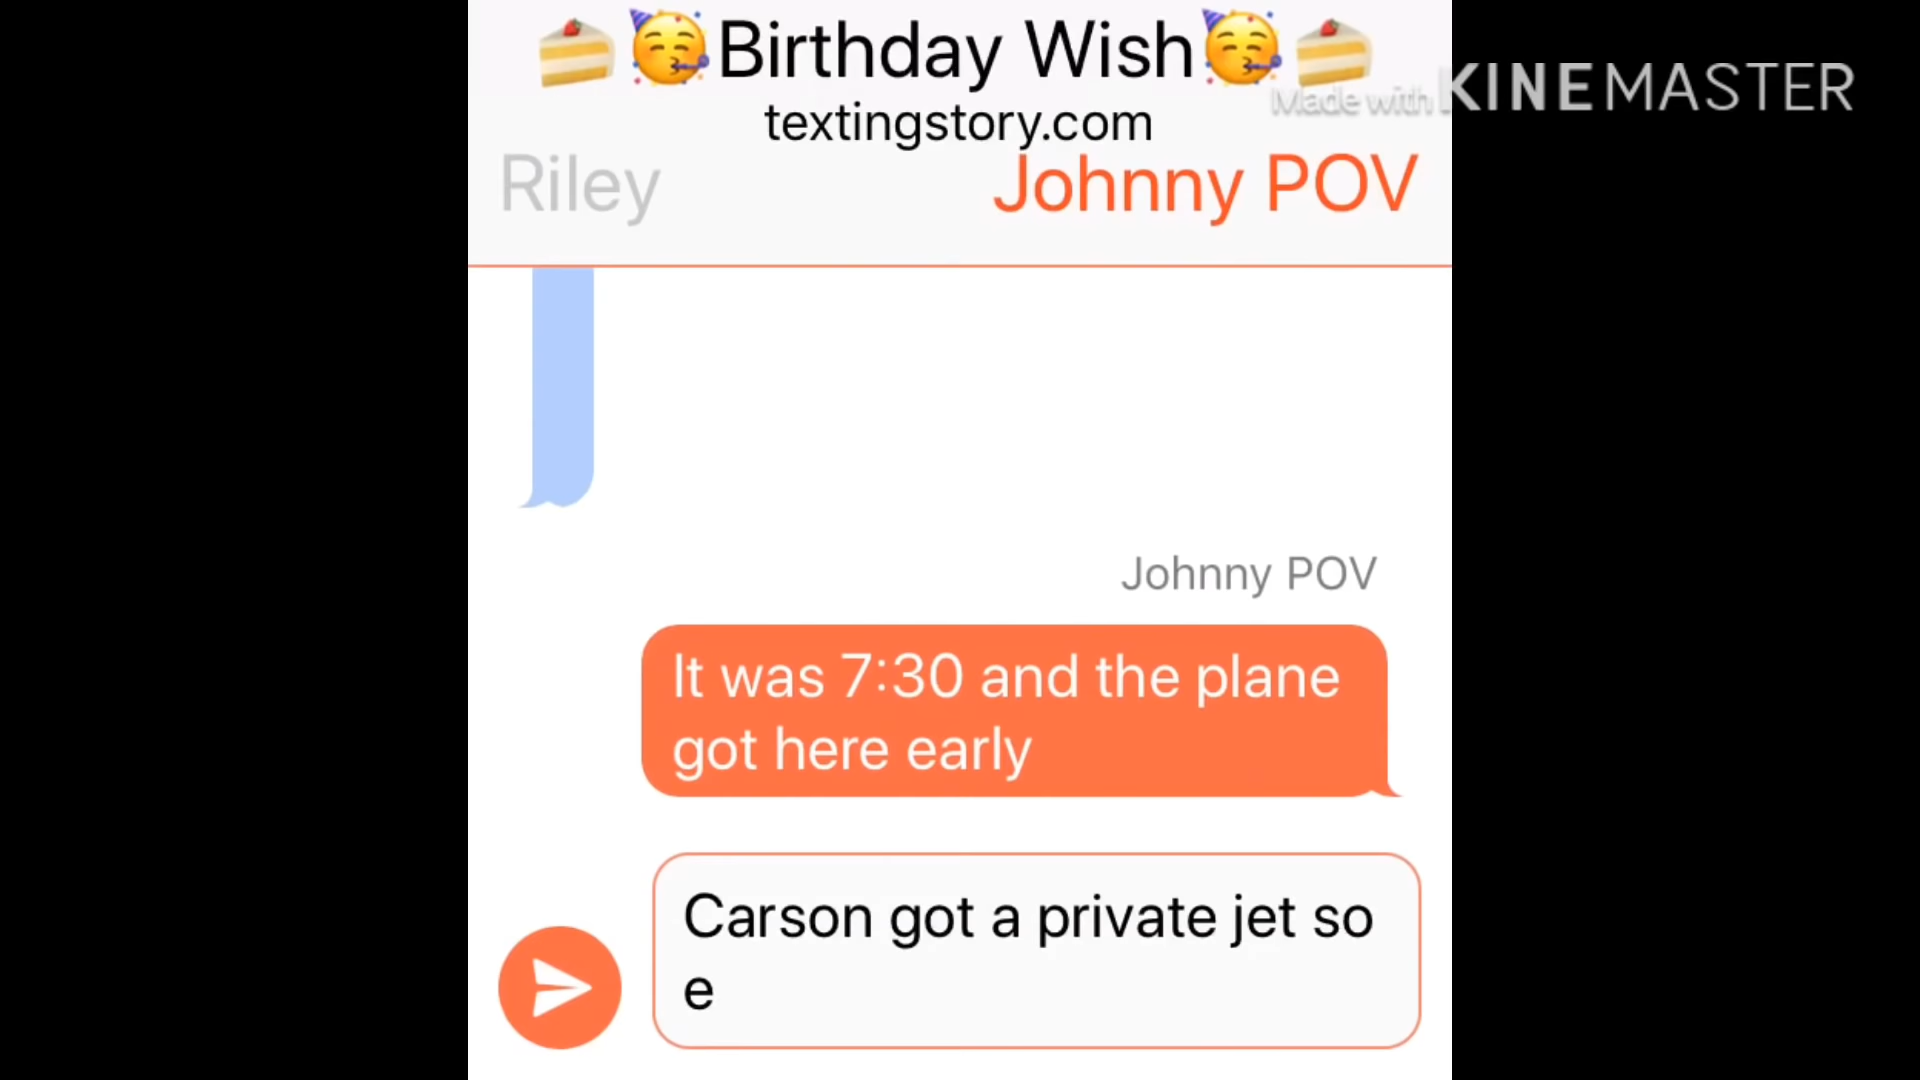 🍰🥳Birthday Wish🥳🍰
textingstory.com
Made with KINEMASTER
Riley
Johnny POV
Johnny POV
It was 7:30 and the plane
got here early
Carson got a private jet so
e